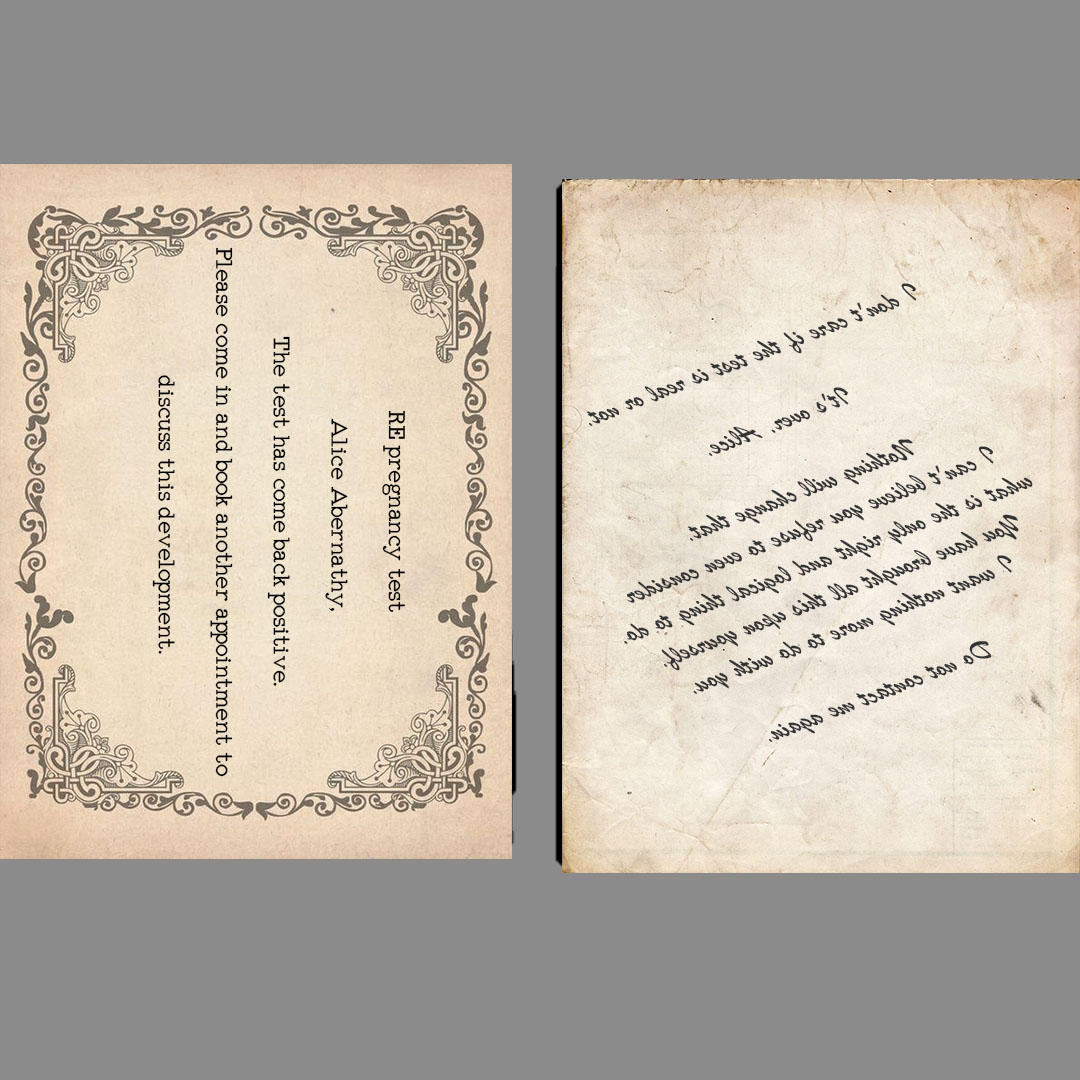 RE pregnancy test
Alice Abernathy,
The test has come back positive.
Please come in and book another appointment to
discuss this development.
I don't care if the test is real or not.
It's over, Alice.
Nothing will change that.
I can't believe you refuse to even consider
what is the only right and logical thing to do.
You have brought all this upon yourself.
I want nothing more to do with you.
Do not contact me again.